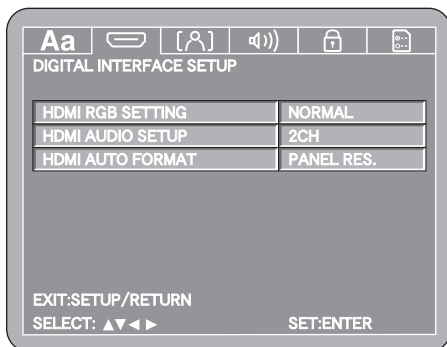 Aa
DIGITAL INTERFACE SETUP
HDMI RGB SETTING NORMAL
HDMI AUDIO SETUP 2CH
HDMI AUTO FORMAT PANEL RES.
EXIT:SETUP/RETURN
SELECT: ▲▼◄ ► SET:ENTER